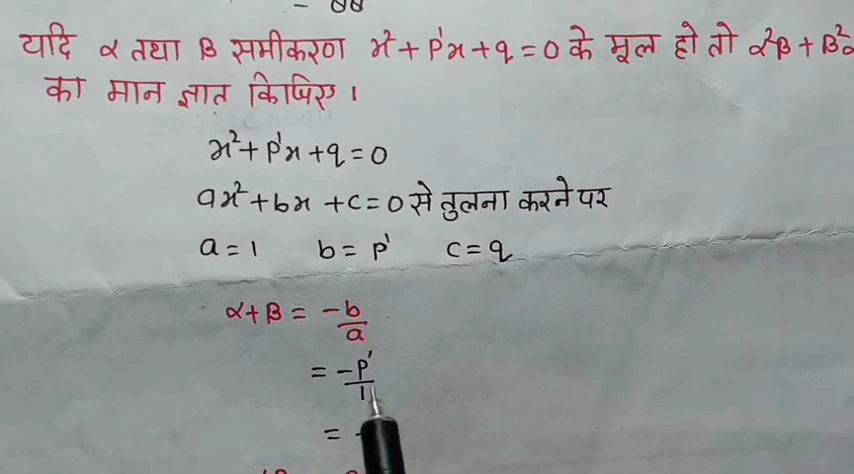 यदि α तथा β समीकरण x² + p'x + q = 0 के मूल हो तो α²β + β²α
का मान ज्ञात किजिए।
x² + p'x + q = 0
ax² + bx + c = 0 से तुलना करने पर
a = 1 b = p' c = q
α + β = -b/a
= -p'/1
= -